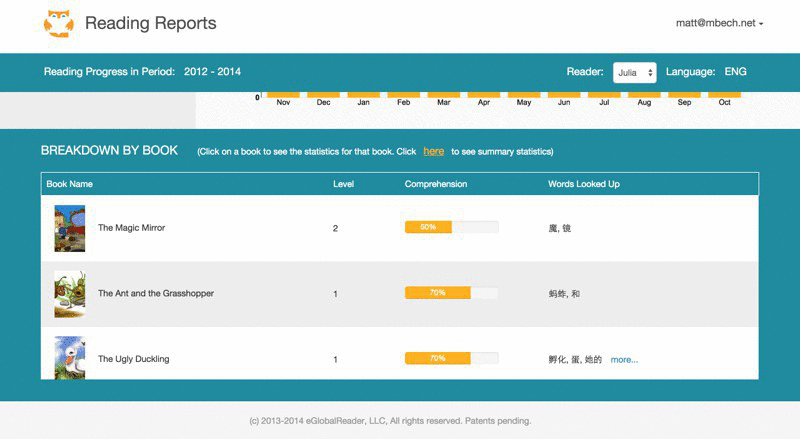 Reading Reports
matt@mbech.net
Reading Progress in Period: 2012 - 2014
Reader: Julia Language: ENG
0
Nov Dec Jan Feb Mar Apr May Jun Jul Aug Sep Oct
BREAKDOWN BY BOOK (Click on a book to see the statistics for that book. Click here to see summary statistics)
Book Name Level Comprehension Words Looked Up
The Magic Mirror 2 50% 魔, 镜
The Ant and the Grasshopper 1 70% 蚂蚱, 和
The Ugly Duckling 1 70% 孵化, 蛋, 她的 more...
(c) 2013-2014 eGlobalReader, LLC, All rights reserved. Patents pending.